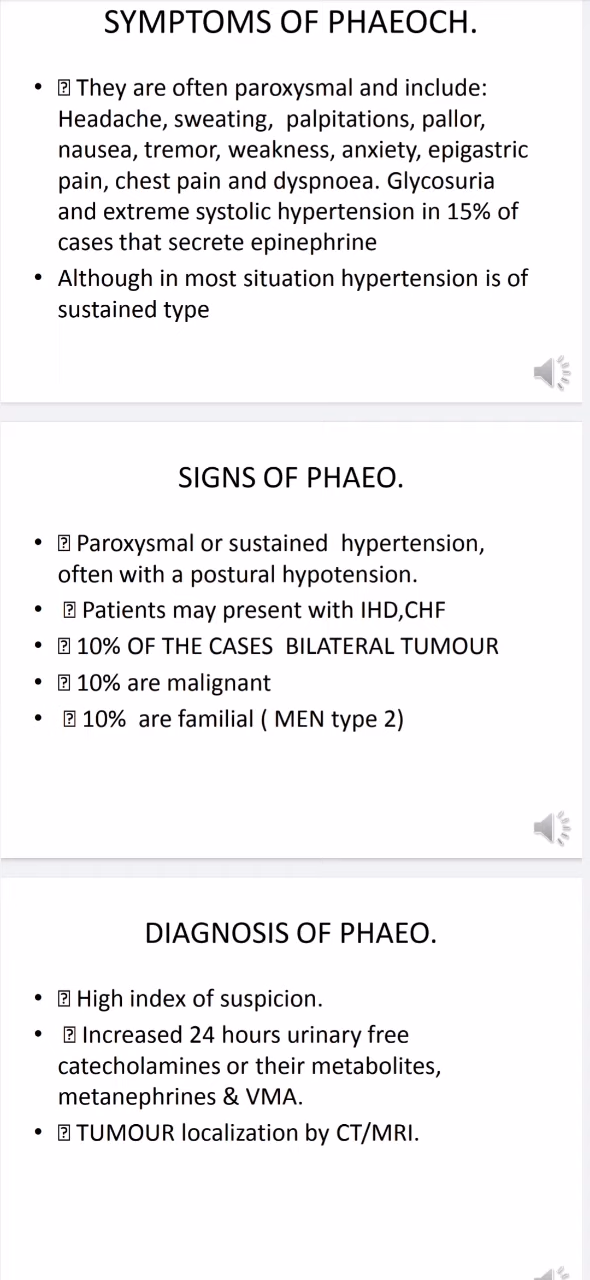 SYMPTOMS OF PHAEOCH.
• ⍰ They are often paroxysmal and include:
Headache, sweating,  palpitations, pallor,
nausea, tremor, weakness, anxiety, epigastric
pain, chest pain and dyspnoea. Glycosuria
and extreme systolic hypertension in 15% of
cases that secrete epinephrine
• Although in most situation hypertension is of
sustained type
SIGNS OF PHAEO.
• ⍰ Paroxysmal or sustained  hypertension,
often with a postural hypotension.
• ⍰ Patients may present with IHD,CHF
• ⍰ 10% OF THE CASES  BILATERAL TUMOUR
• ⍰ 10% are malignant
• ⍰ 10%  are familial ( MEN type 2)
DIAGNOSIS OF PHAEO.
• ⍰ High index of suspicion.
• ⍰ Increased 24 hours urinary free
catecholamines or their metabolites,
metanephrines & VMA.
• ⍰ TUMOUR localization by CT/MRI.